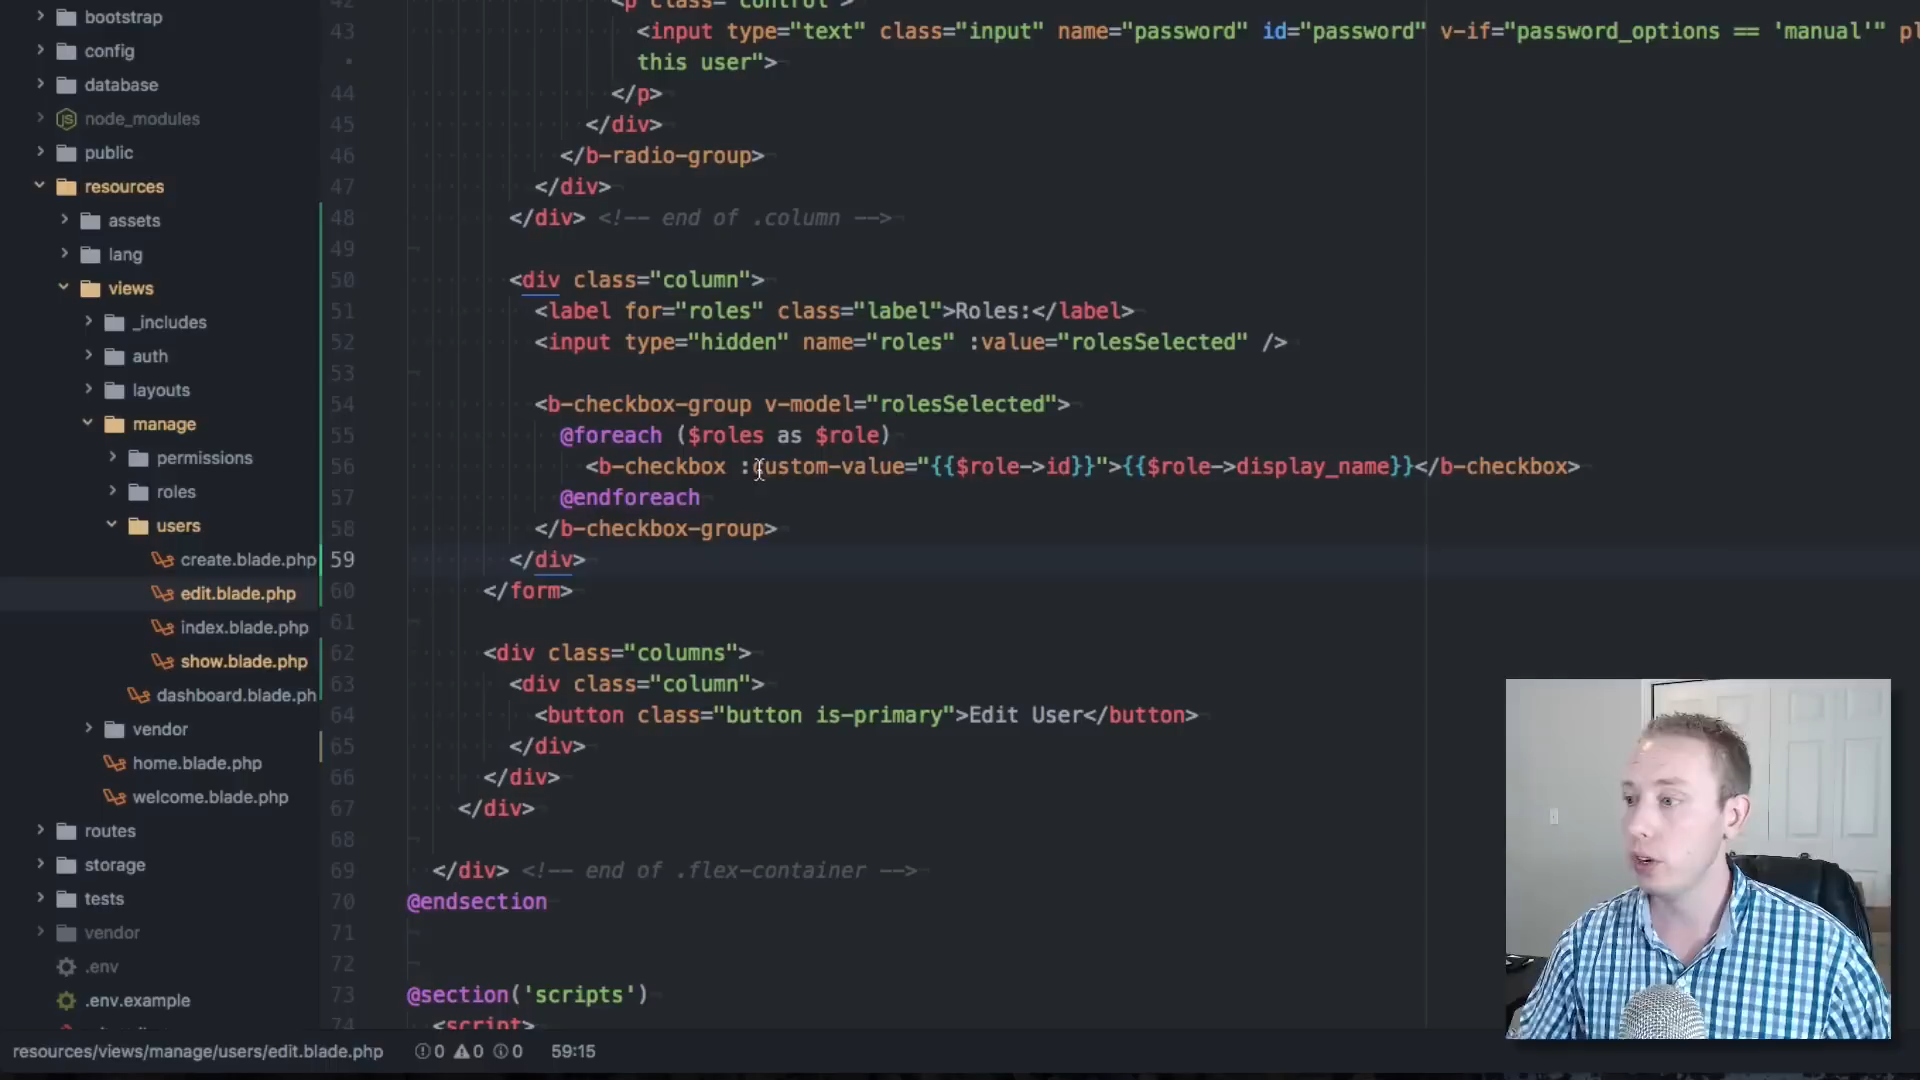 bootstrap
config
database
node_modules
public
resources
assets
lang
views
_includes
auth
layouts
manage
permissions
roles
users
create.blade.php
edit.blade.php
index.blade.php
show.blade.php
dashboard.blade.ph
vendor
home.blade.php
welcome.blade.php
routes
storage
tests
vendor
.env
.env.example
42 <p class="control">
43 <input type="text" class="input" name="password" id="password" v-if="password_options == 'manual'" pl
this user">
44 </p>
45 </div>
46 </b-radio-group>
47 </div>
48 </div> <!-- end of .column -->
49
50 <div class="column">
51 <label for="roles" class="label">Roles:</label>
52 <input type="hidden" name="roles" :value="rolesSelected" />
53
54 <b-checkbox-group v-model="rolesSelected">
55 @foreach ($roles as $role)
56 <b-checkbox :custom-value="{{$role->id}}">{{$role->display_name}}</b-checkbox>
57 @endforeach
58 </b-checkbox-group>
59 </div>
60 </form>
61
62 <div class="columns">
63 <div class="column">
64 <button class="button is-primary">Edit User</button>
65 </div>
66 </div>
67 </div>
68
69 </div> <!-- end of .flex-container -->
70 @endsection
71
72
73 @section('scripts')
74 <script>
resources/views/manage/users/edit.blade.php 0 0 0 59:15